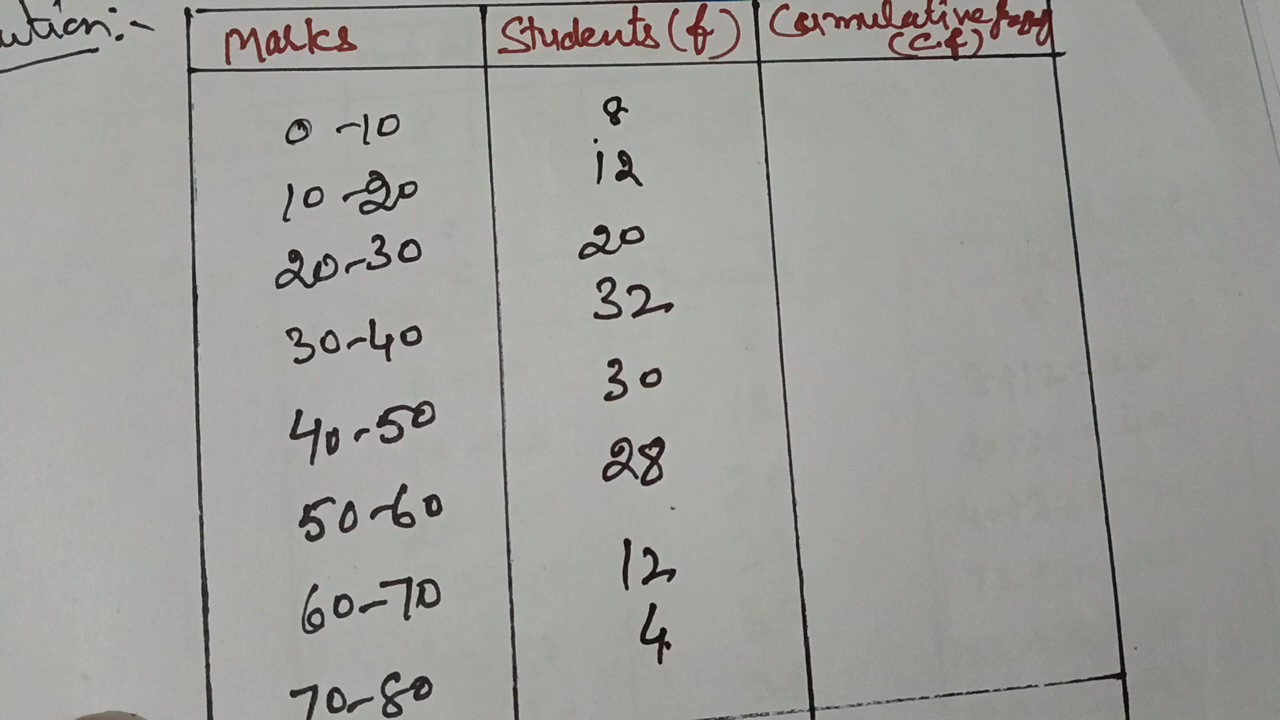 ution:-
Marks Students (f) Cummulative freq
(C.f)
0-10 8
10-20 12
20-30 20
30-40 32
40-50 30
50-60 28
60-70 12
70-80 4